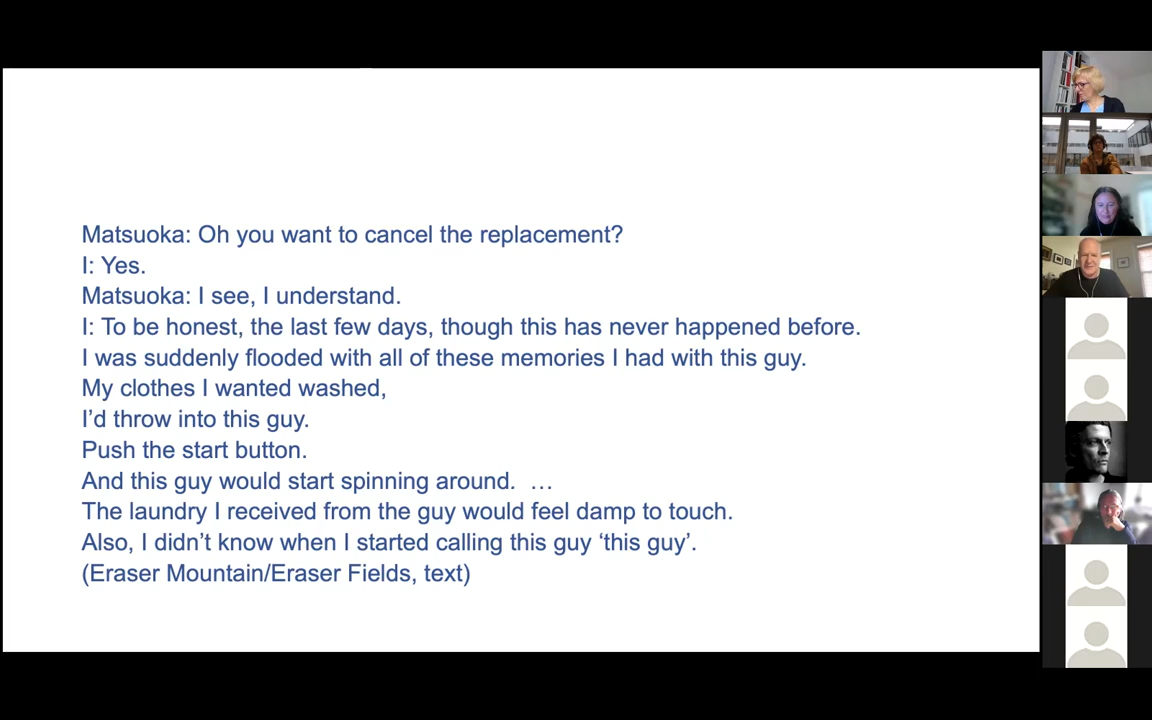 Matsuoka: Oh you want to cancel the replacement?
I: Yes.
Matsuoka: I see, I understand.
I: To be honest, the last few days, though this has never happened before.
I was suddenly flooded with all of these memories I had with this guy.
My clothes I wanted washed,
I’d throw into this guy.
Push the start button.
And this guy would start spinning around.  …
The laundry I received from the guy would feel damp to touch.
Also, I didn’t know when I started calling this guy ‘this guy’.
(Eraser Mountain/Eraser Fields, text)